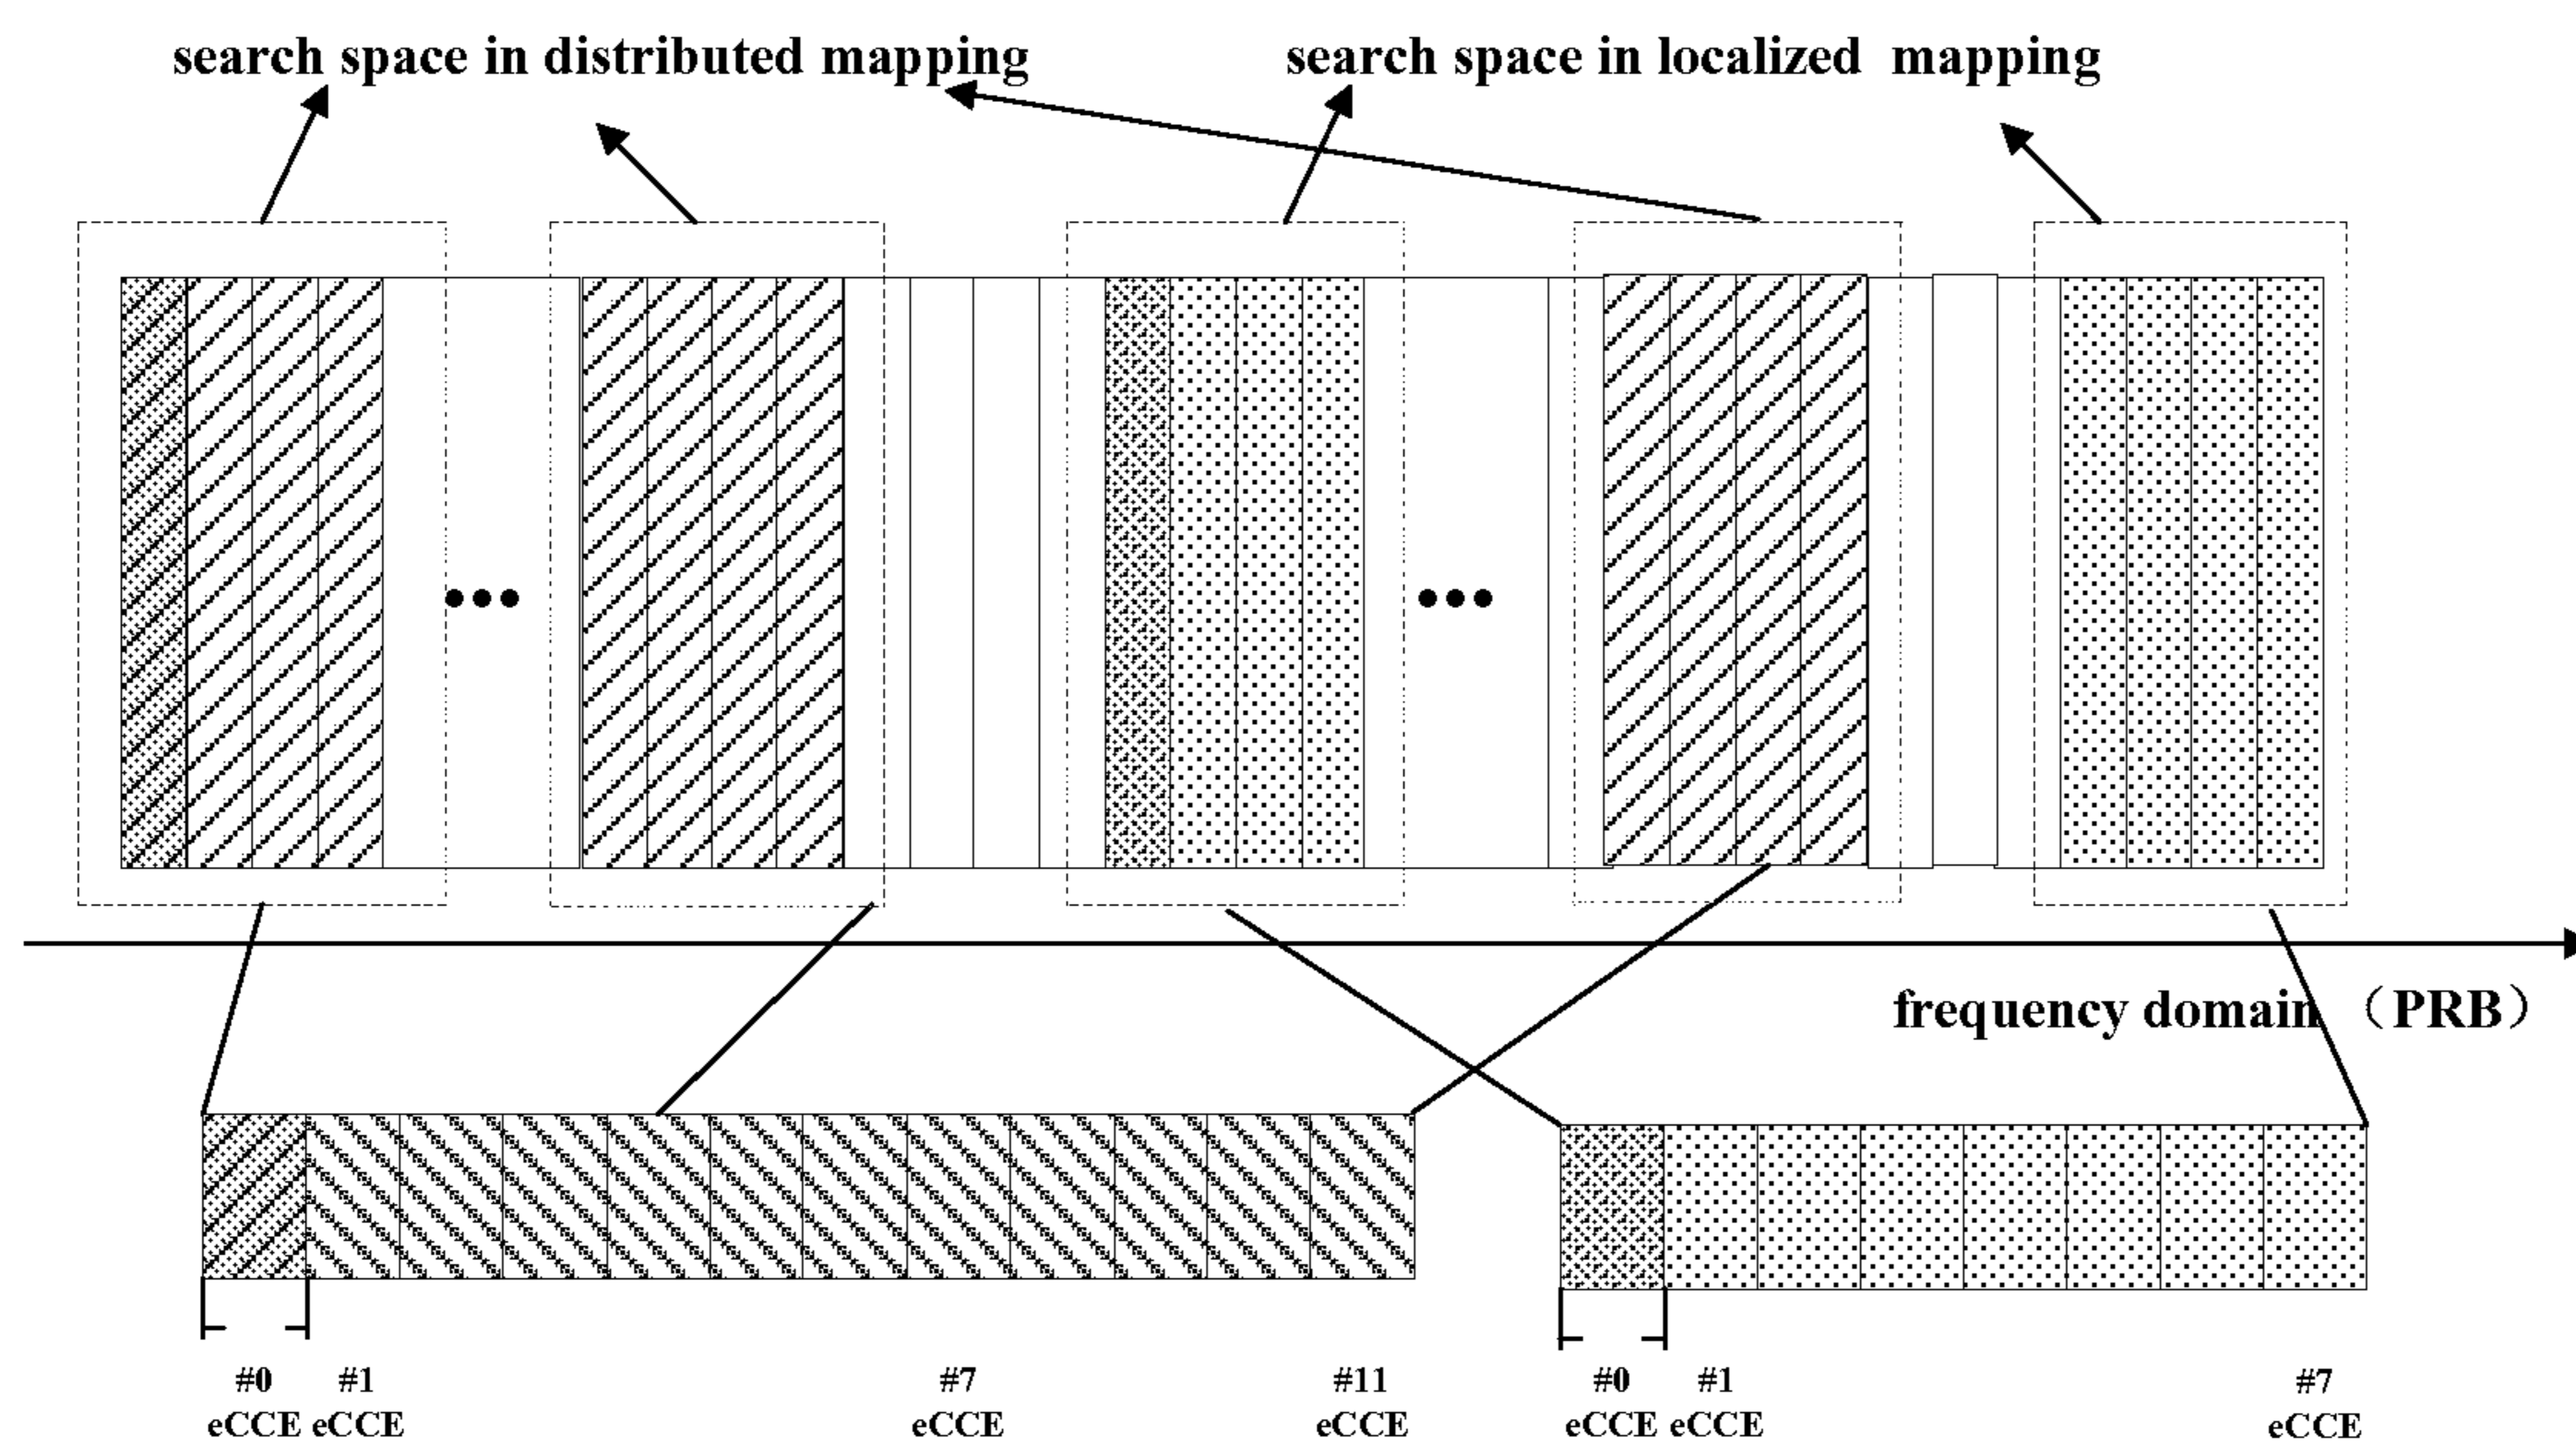 search space in distributed mapping
search space in localized mapping
frequency domain （PRB）
#0 #1 #7 #11 #0 #1 #7
eCCE eCCE eCCE eCCE eCCE eCCE eCCE